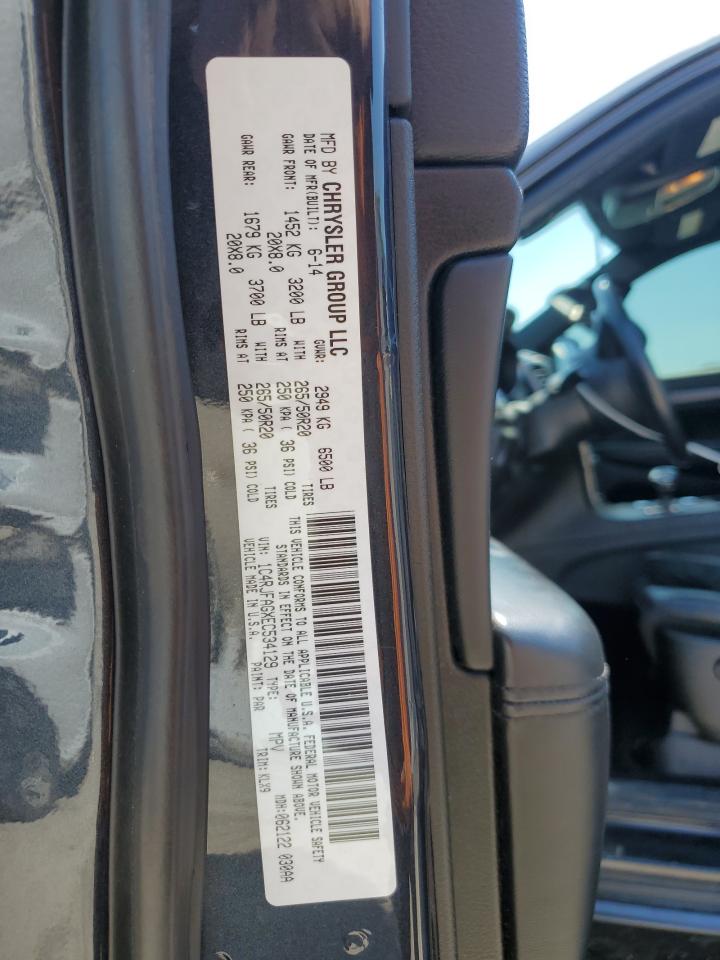 MFD BY CHRYSLER GROUP LLC
DATE OF MFR(BUILT): 6-14 GVWR: 2949 KG 6500 LB
GAWR FRONT: 1452 KG 3200 LB WITH 265/50R20 TIRES
20X8.0 RIMS AT 250 KPA ( 36 PSI) COLD
GAWR REAR: 1679 KG 3700 LB WITH 265/50R20 TIRES
20X8.0 RIMS AT 250 KPA ( 36 PSI) COLD
THIS VEHICLE CONFORMS TO ALL APPLICABLE U.S.A. FEDERAL MOTOR VEHICLE SAFETY
STANDARDS IN EFFECT ON THE DATE OF MANUFACTURE SHOWN ABOVE.
VIN: 1C4RJFAGXEC534129 TYPE: MPV MDH:062122 030AA
VEHICLE MADE IN U.S.A. PAINT: PAR TRIM: KLX9